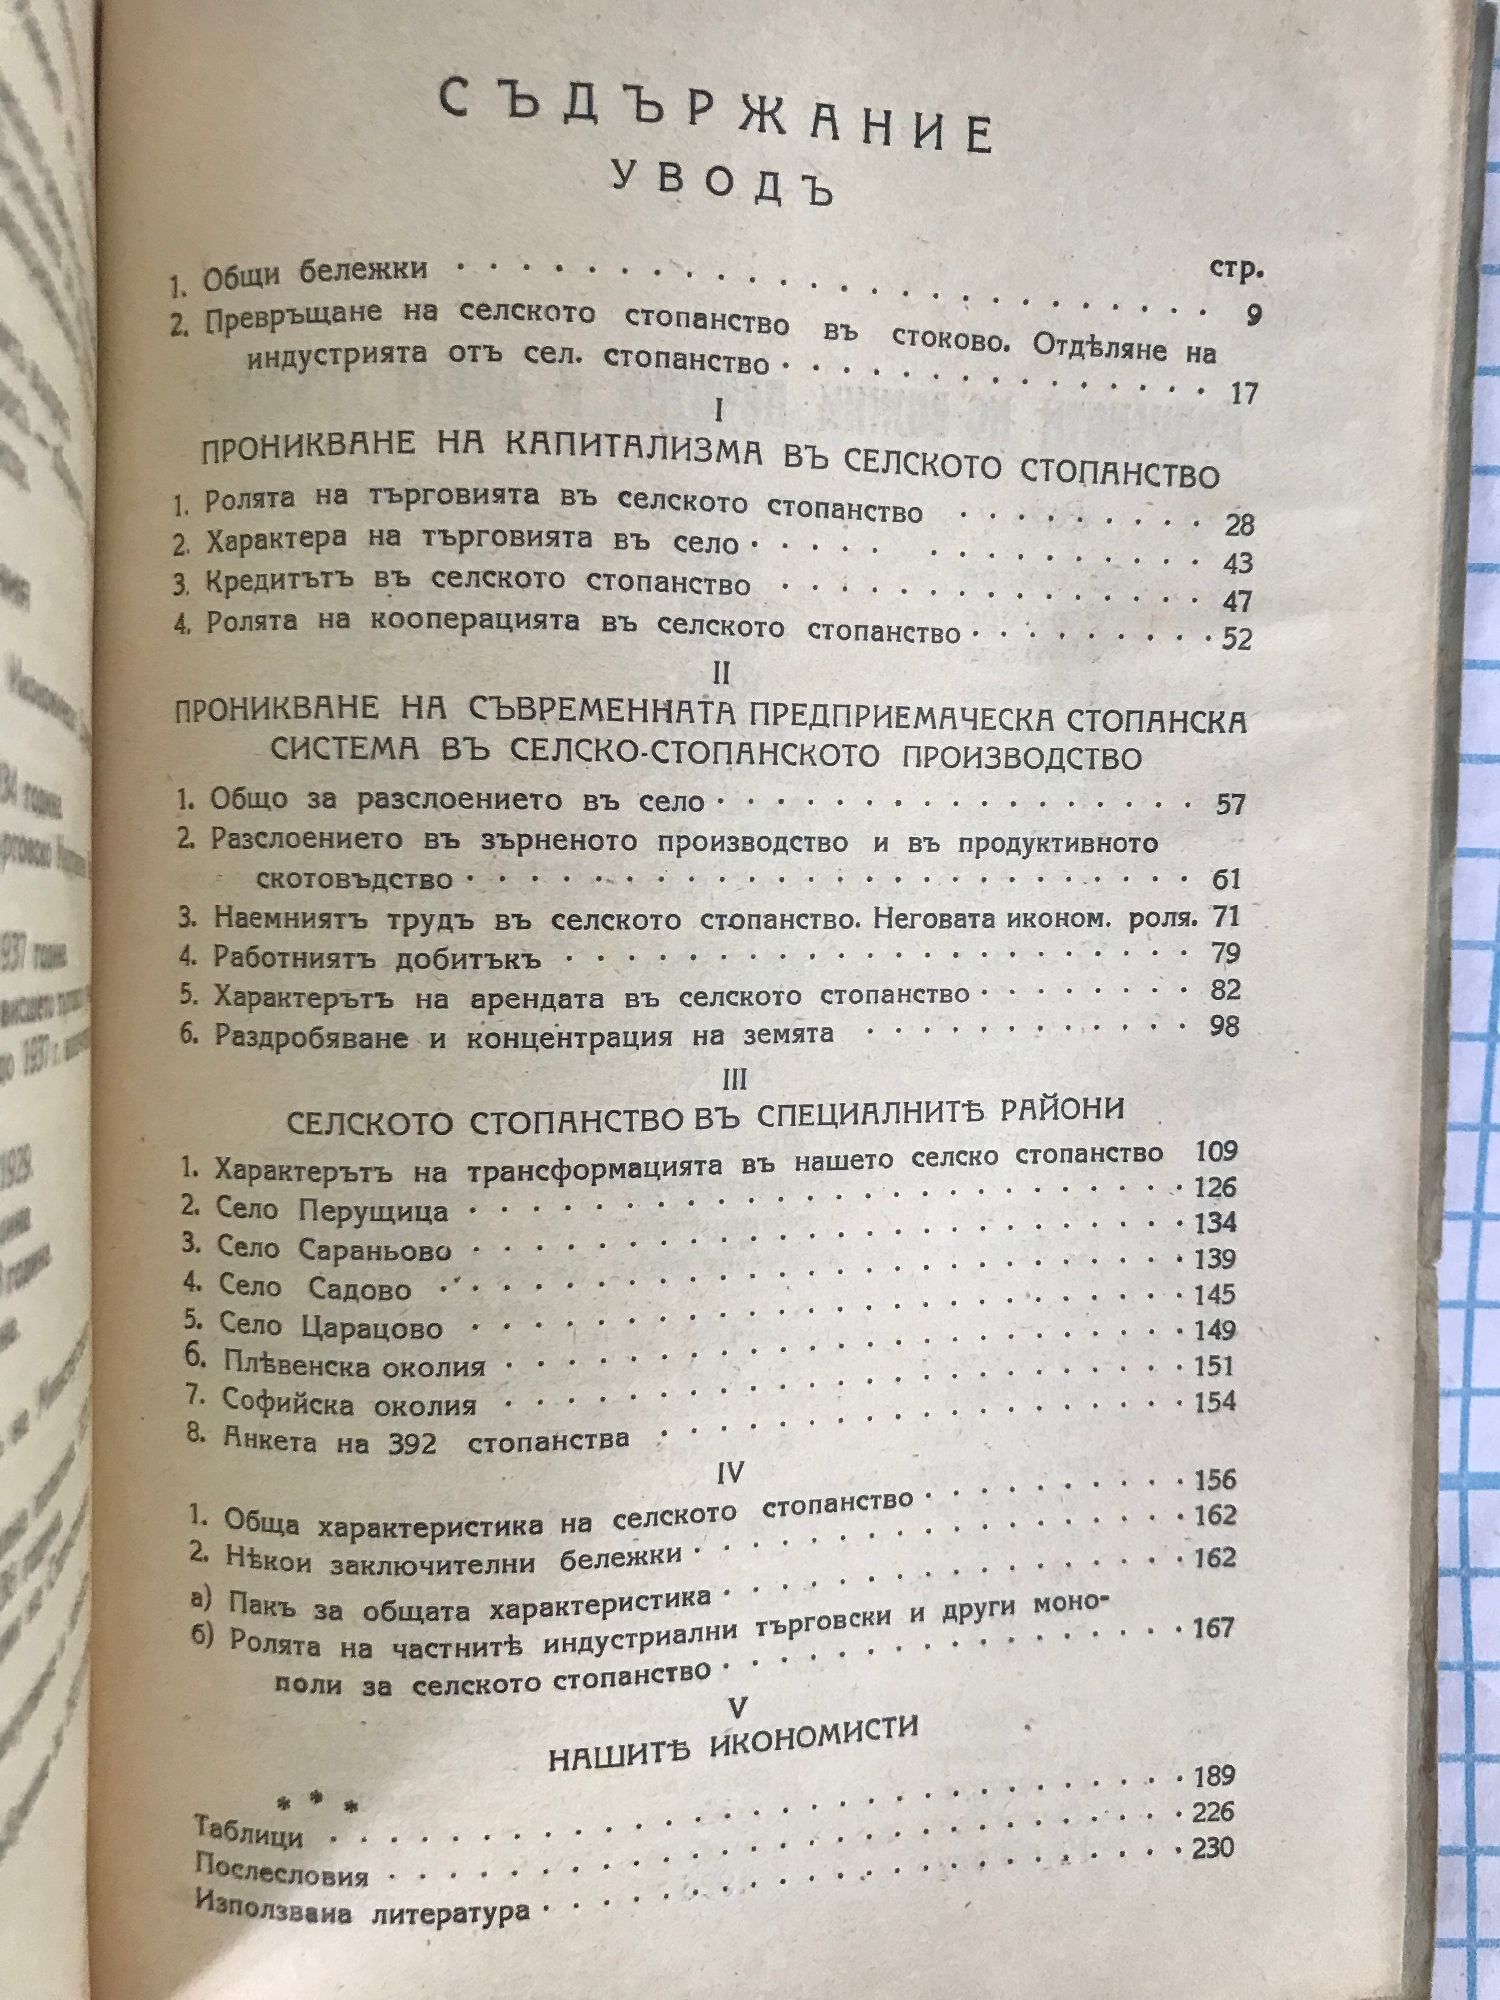 СЪДЪРЖАНИЕ
УВОДЪ
стр.
1. Общи бележки 9
2. Превръщане на селското стопанство въ стоково. Отдѣляне на
индустрията отъ сел. стопанство 17
I
ПРОНИКВАНЕ НА КАПИТАЛИЗМА ВЪ СЕЛСКОТО СТОПАНСТВО
1. Ролята на търговията въ селското стопанство 28
2. Характера на търговията въ село 43
3. Кредитътъ въ селското стопанство 47
4. Ролята на кооперацията въ селското стопанство 52
II
ПРОНИКВАНЕ НА СЪВРЕМЕННАТА ПРЕДПРИЕМАЧЕСКА СТОПАНСКА
СИСТЕМА ВЪ СЕЛСКО-СТОПАНСКОТО ПРОИЗВОДСТВО
1. Общо за разслоението въ село 57
2. Разслоението въ зърненото производство и въ продуктивното
скотовъдство 61
3. Наемниятъ трудъ въ селското стопанство. Неговата иконом. роля. 71
4. Работниятъ добитъкъ 79
5. Характерътъ на арендата въ селското стопанство 82
6. Раздробяване и концентрация на земята 98
III
СЕЛСКОТО СТОПАНСТВО ВЪ СПЕЦИАЛНИТѢ РАЙОНИ
1. Характерътъ на трансформацията въ нашето селско стопанство 109
2. Село Перущица 126
3. Село Сараньово 134
4. Село Садово 139
5. Село Царацово 145
6. Плѣвенска околия 149
7. Софийска околия 151
8. Анкета на 392 стопанства 154
IV
1. Обща характеристика на селското стопанство 156
2. Нѣкои заключителни бележки 162
а) Пакъ за общата характеристика 162
б) Ролята на частнитѣ индустриални търговски и други моно-
поли за селското стопанство 167
V
НАШИТѢ ИКОНОМИСТИ
* * *
Таблици 189
Послесловия 226
Използвана литература 230
34 година
1937 година
до 1937 г.
1929.